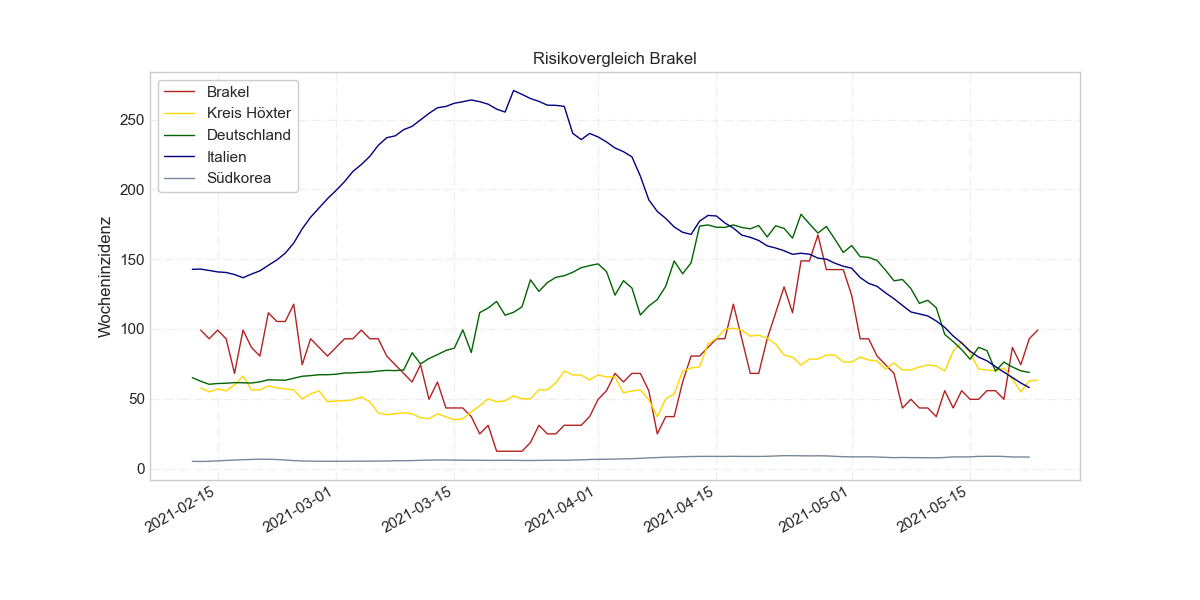 Risikovergleich Brakel
Brakel
Kreis Höxter
Deutschland
Italien
Südkorea
Wocheninzidenz
250
200
150
100
50
0
2021-02-15
2021-03-01
2021-03-15
2021-04-01
2021-04-15
2021-05-01
2021-05-15